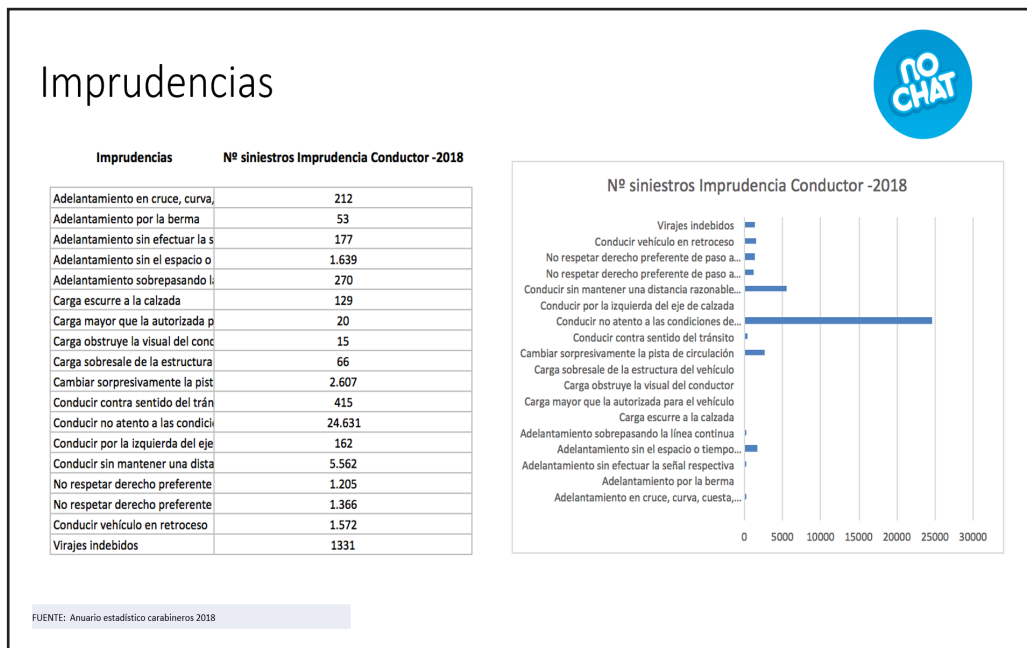 Imprudencias
NO
CHAT
Imprudencias Nº siniestros Imprudencia Conductor -2018
Adelantamiento en cruce, curva, 212
Adelantamiento por la berma 53
Adelantamiento sin efectuar la s 177
Adelantamiento sin el espacio o 1.639
Adelantamiento sobrepasando la 270
Carga escurre a la calzada 129
Carga mayor que la autorizada p 20
Carga obstruye la visual del cond 15
Carga sobresale de la estructura 66
Cambiar sorpresivamente la pist 2.607
Conducir contra sentido del trán 415
Conducir no atento a las condici 24.631
Conducir por la izquierda del eje 162
Conducir sin mantener una dista 5.562
No respetar derecho preferente 1.205
No respetar derecho preferente 1.366
Conducir vehículo en retroceso 1.572
Virajes indebidos 1331
Nº siniestros Imprudencia Conductor -2018
Virajes indebidos
Conducir vehículo en retroceso
No respetar derecho preferente de paso a...
No respetar derecho preferente de paso a...
Conducir sin mantener una distancia razonable...
Conducir por la izquierda del eje de calzada
Conducir no atento a las condiciones de...
Conducir contra sentido del tránsito
Cambiar sorpresivamente la pista de circulación
Carga sobresale de la estructura del vehículo
Carga obstruye la visual del conductor
Carga mayor que la autorizada para el vehículo
Carga escurre a la calzada
Adelantamiento sobrepasando la línea continua
Adelantamiento sin el espacio o tiempo...
Adelantamiento sin efectuar la señal respectiva
Adelantamiento por la berma
Adelantamiento en cruce, curva, cuesta,...
0 5000 10000 15000 20000 25000 30000
FUENTE: Anuario estadístico carabineros 2018